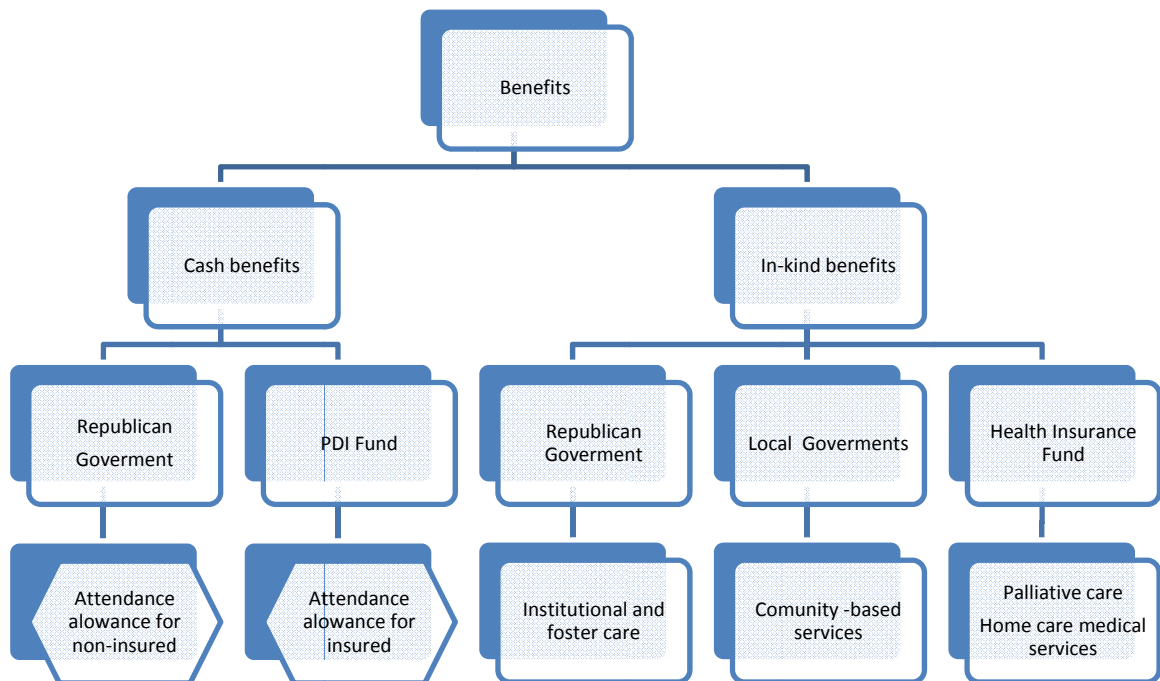 Benefits
Cash benefits
In-kind benefits
Republican
Goverment
PDI Fund
Republican
Goverment
Local Goverments
Health Insurance
Fund
Attendance
alowance for
non-insured
Attendance
alowance for
insured
Institutional and
foster care
Comunity -based
services
Palliative care
Home care medical
services